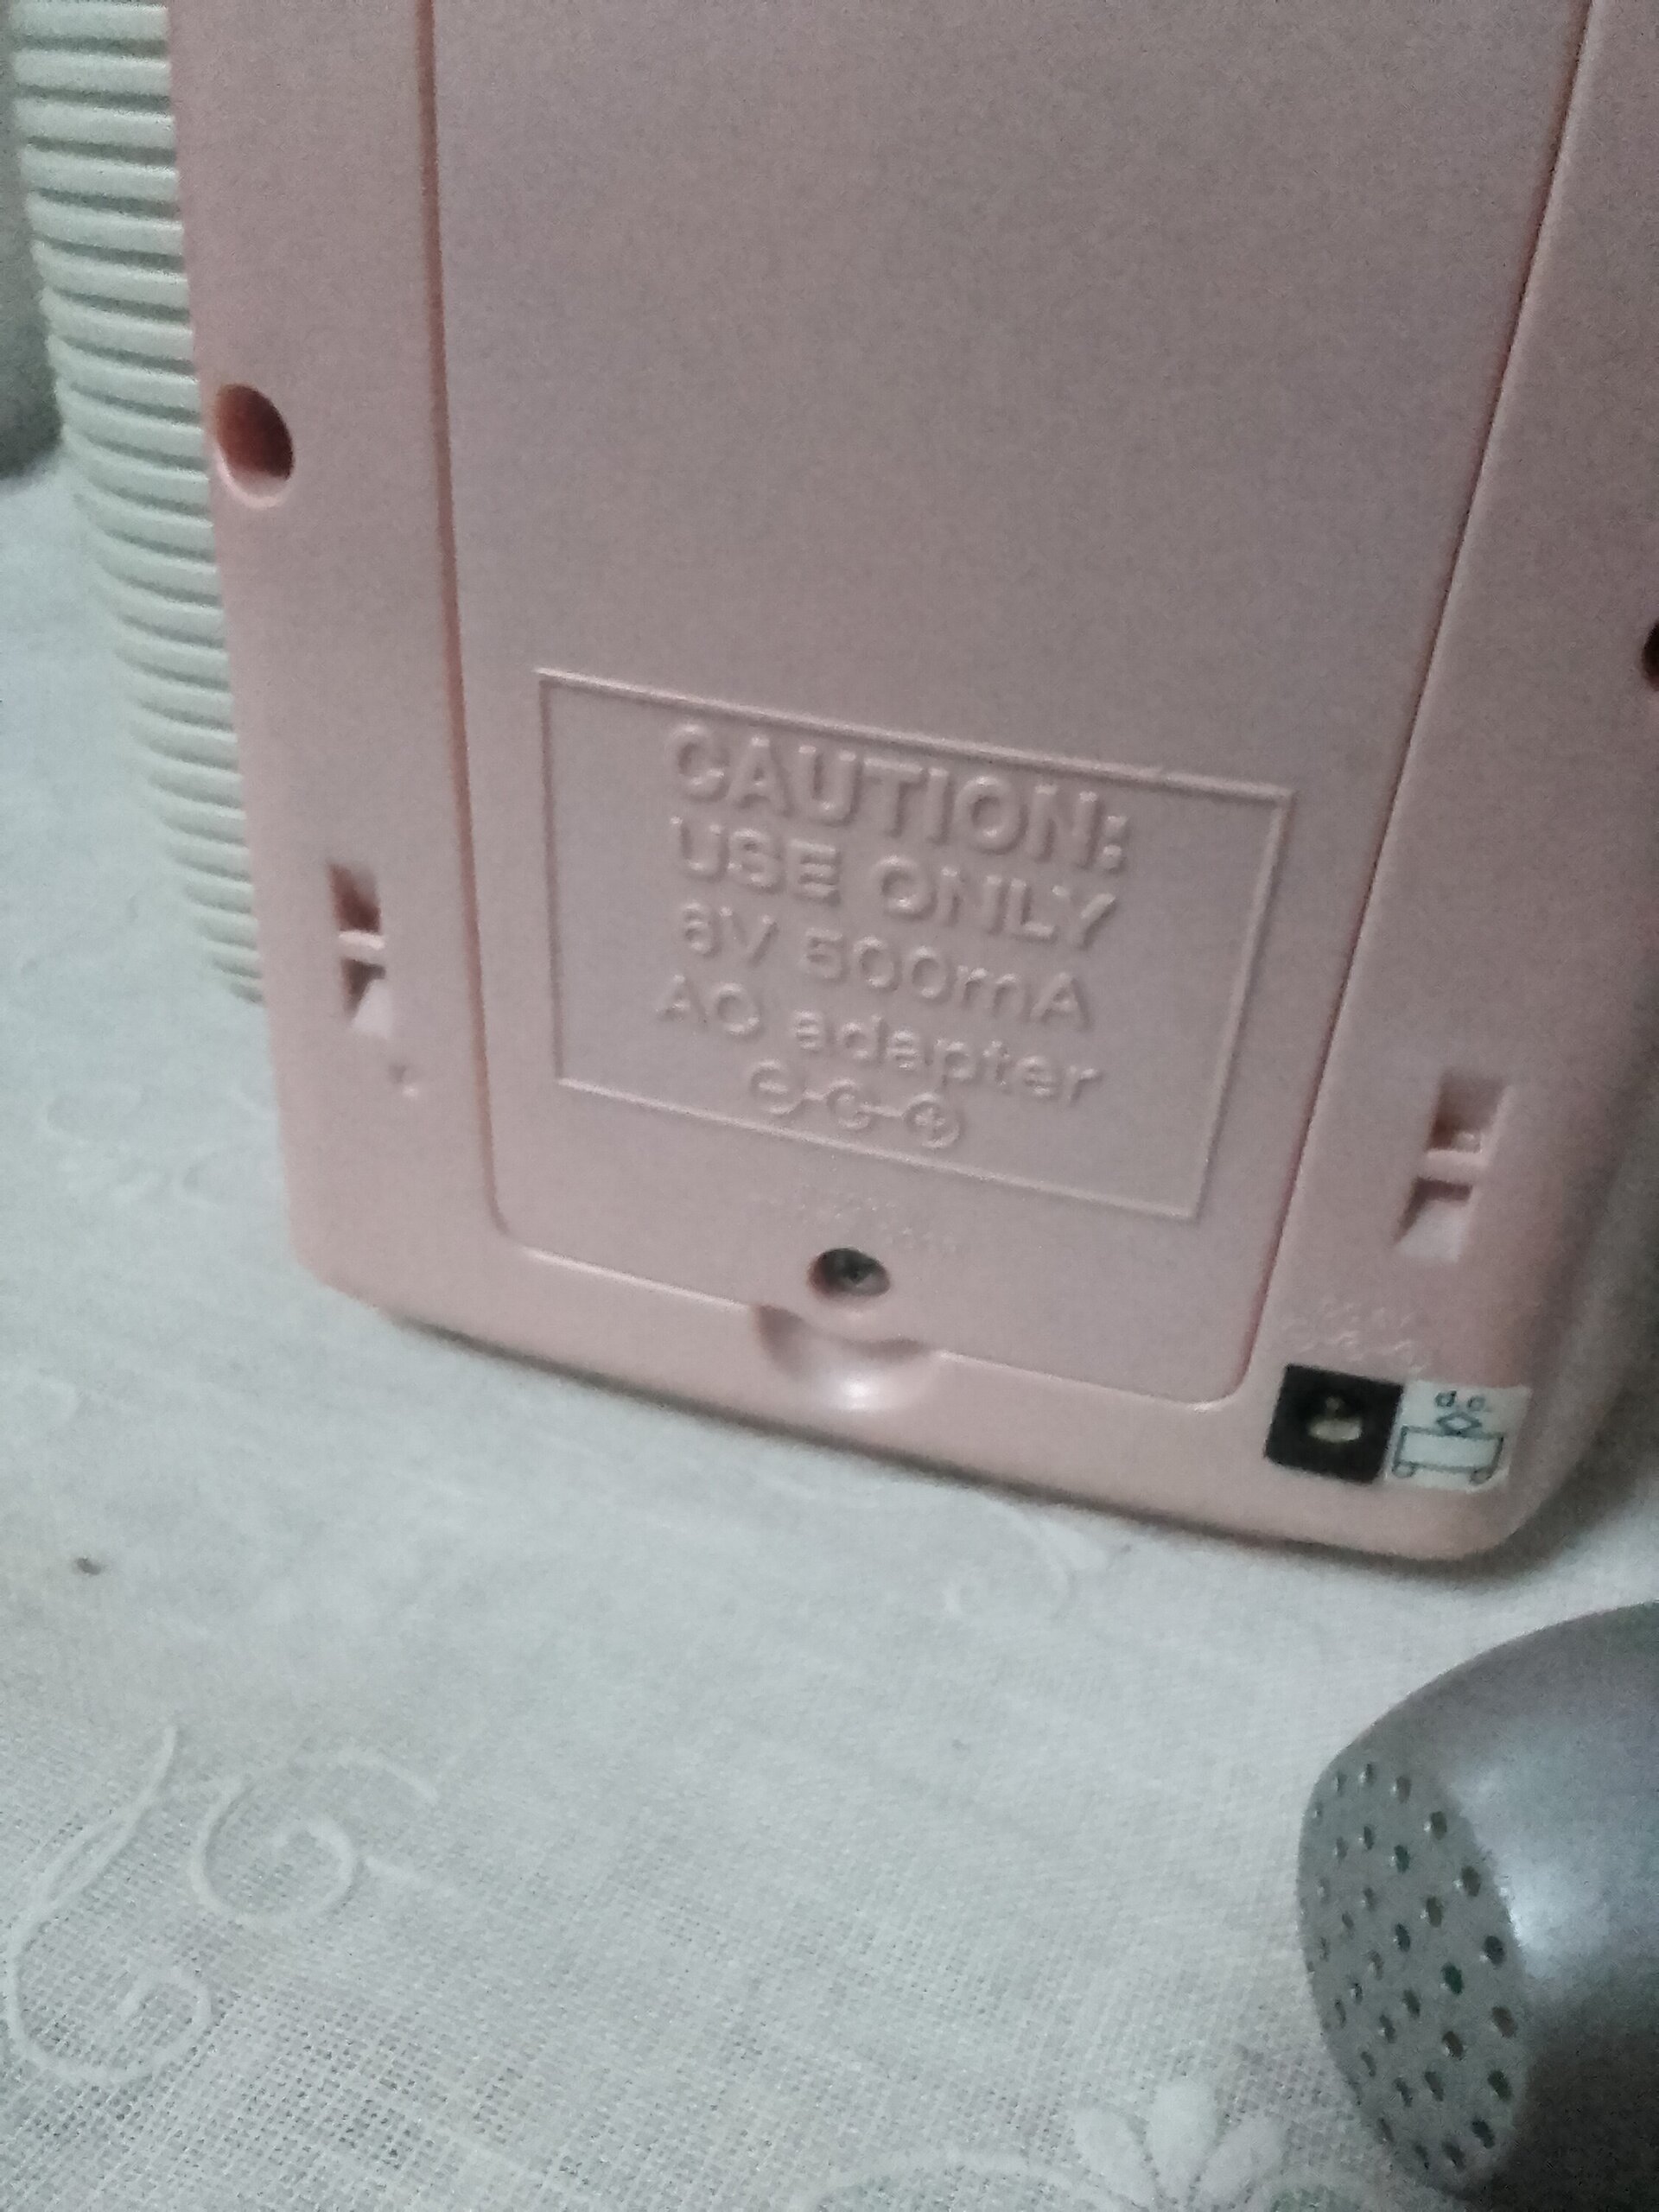 CAUTION:
USE ONLY
6V 500mA
AC adapter